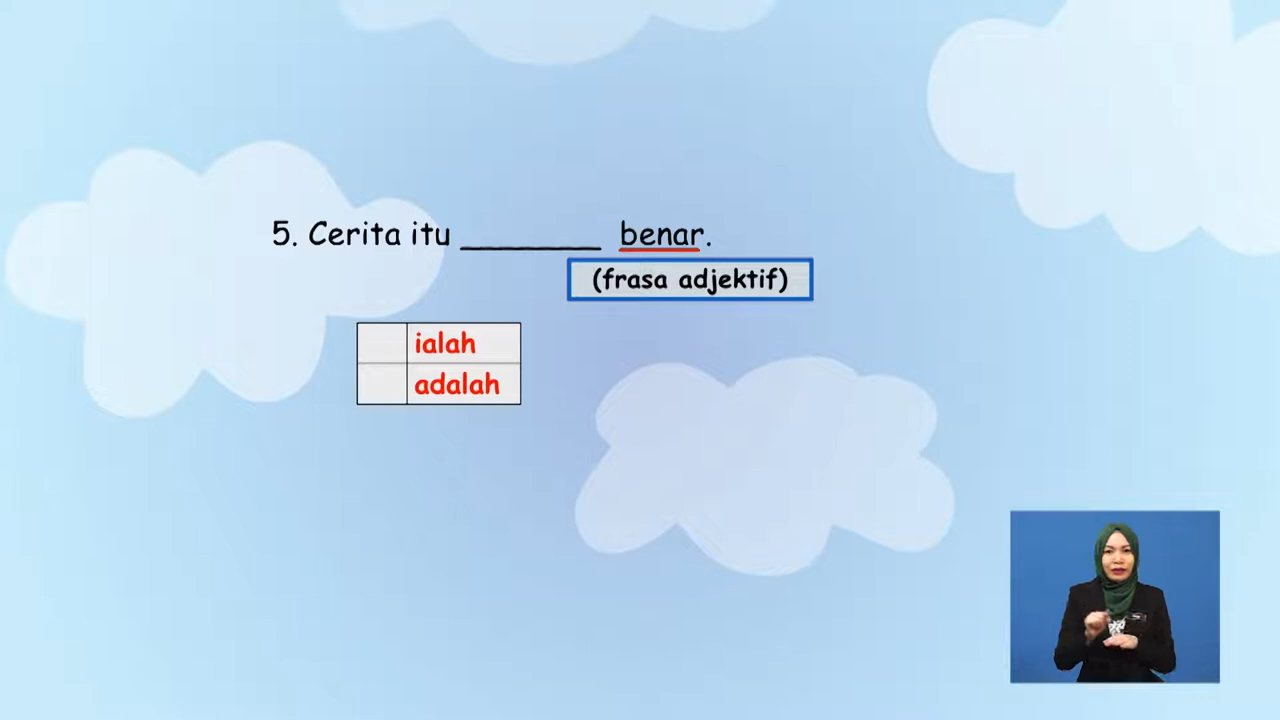 5. Cerita itu ________ benar.
(frasa adjektif)
ialah
adalah